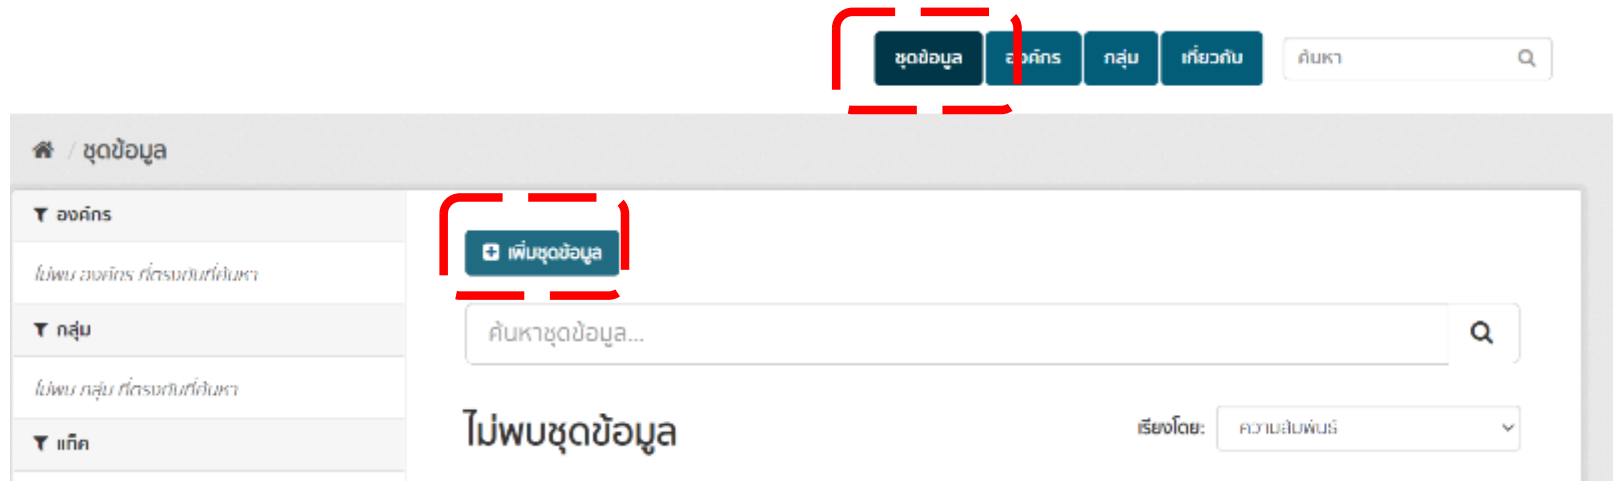 ชุดข้อมูล องค์กร กลุ่ม เกี่ยวกับ ค้นหา
/ ชุดข้อมูล
องค์กร
ไม่พบ องค์กร ที่ตรงกับที่ค้นหา
กลุ่ม
ไม่พบ กลุ่ม ที่ตรงกับที่ค้นหา
แท็ค
เพิ่มชุดข้อมูล
ค้นหาชุดข้อมูล...
ไม่พบชุดข้อมูล
เรียงโดย: ความสัมพันธ์